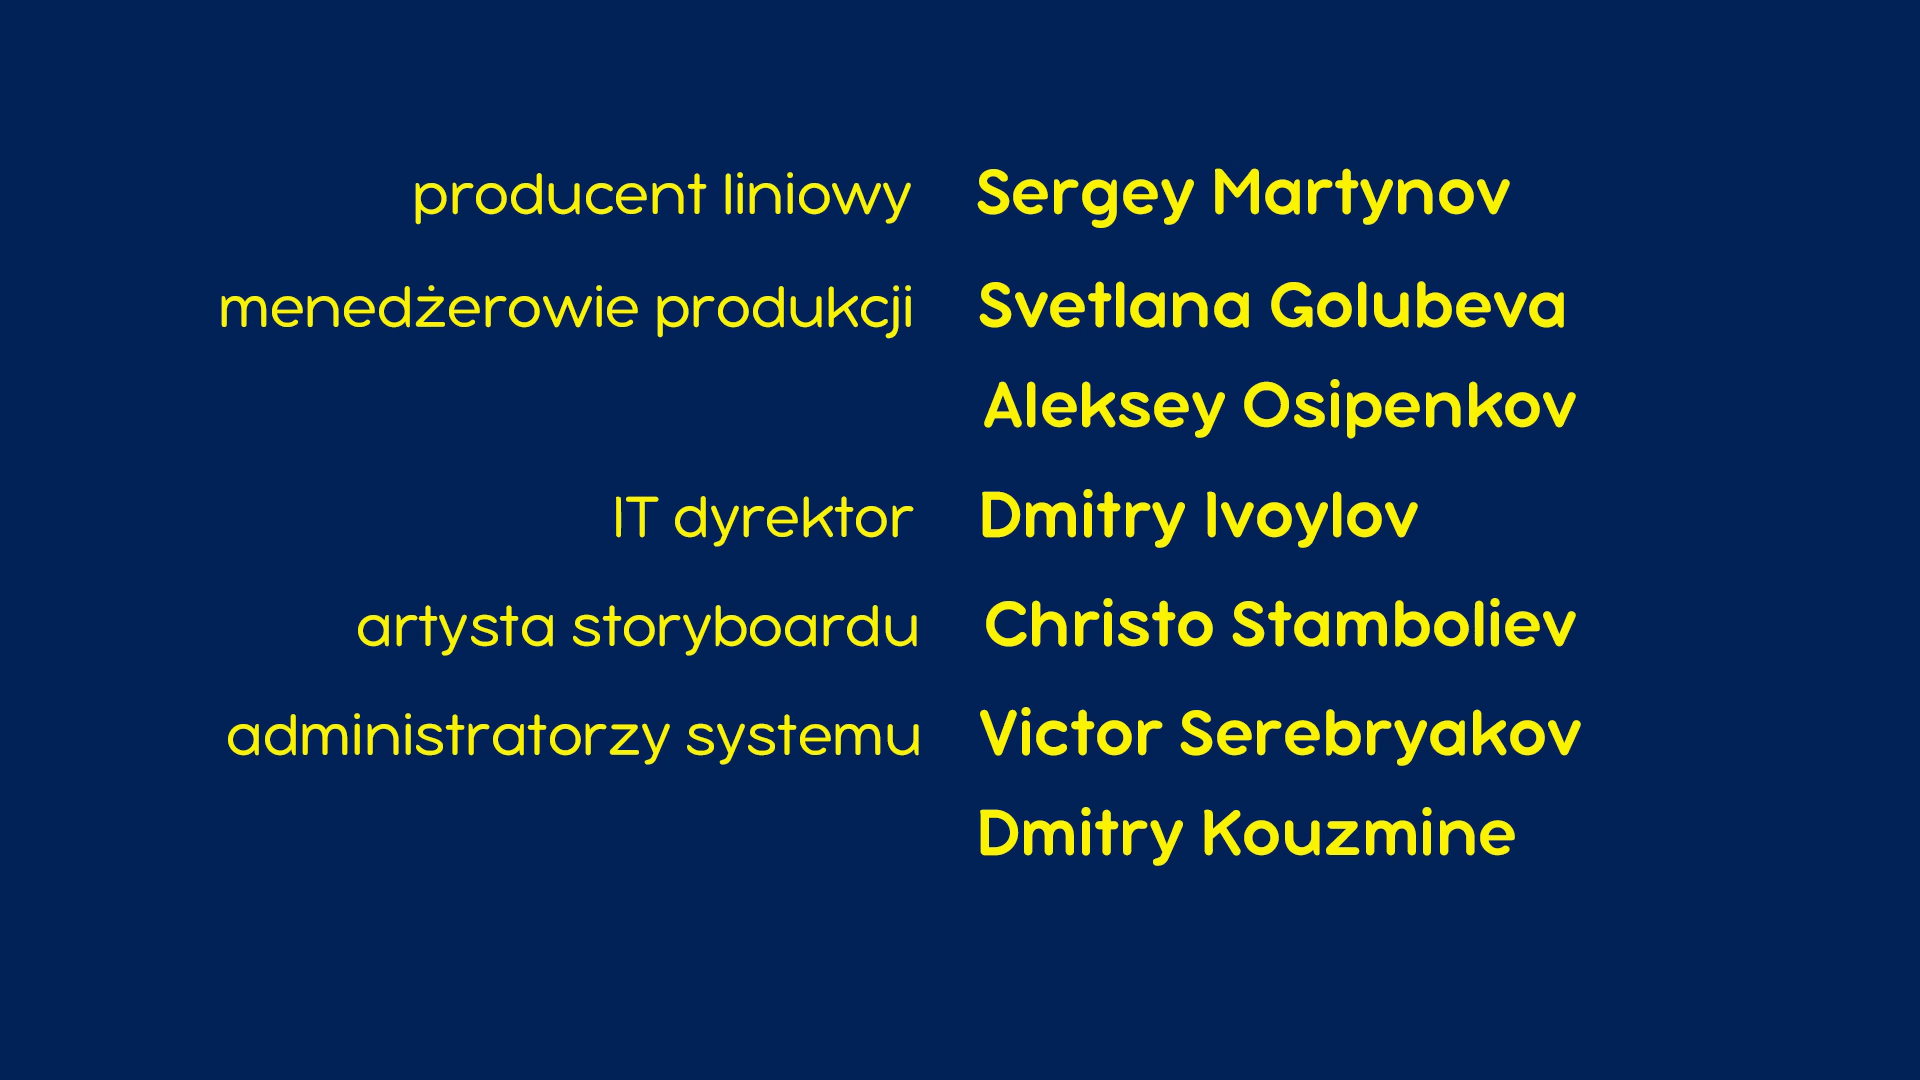 producent liniowy Sergey Martynov
menedżerowie produkcji Svetlana Golubeva
Aleksey Osipenkov
IT dyrektor Dmitry Ivoylov
artysta storyboardu Christo Stamboliev
administratorzy systemu Victor Serebryakov
Dmitry Kouzmine